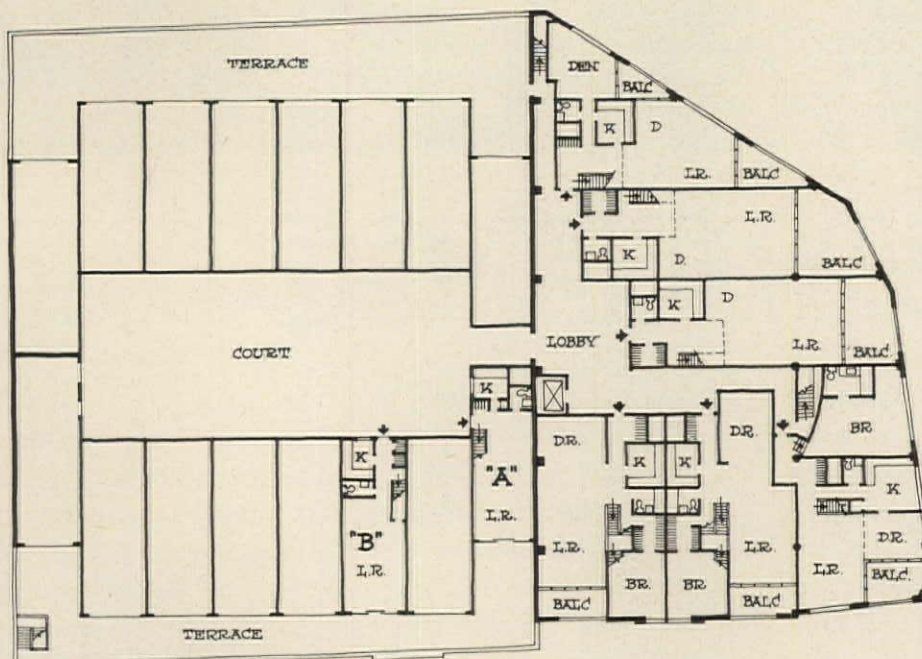 TERRACE
DEN
BALC
K
D
L.R.
BALC
L.R.
K
D.
BALC
K
D
COURT
LOBBY
L.R.
BALC.
K
BR
D.R.
D.R.
K
K
K
"A"
K
L.R.
D.R.
"B"
L.R.
L.R.
L.R.
L.R.
BALC.
BR.
BR
BALC
BALC
TERRACE